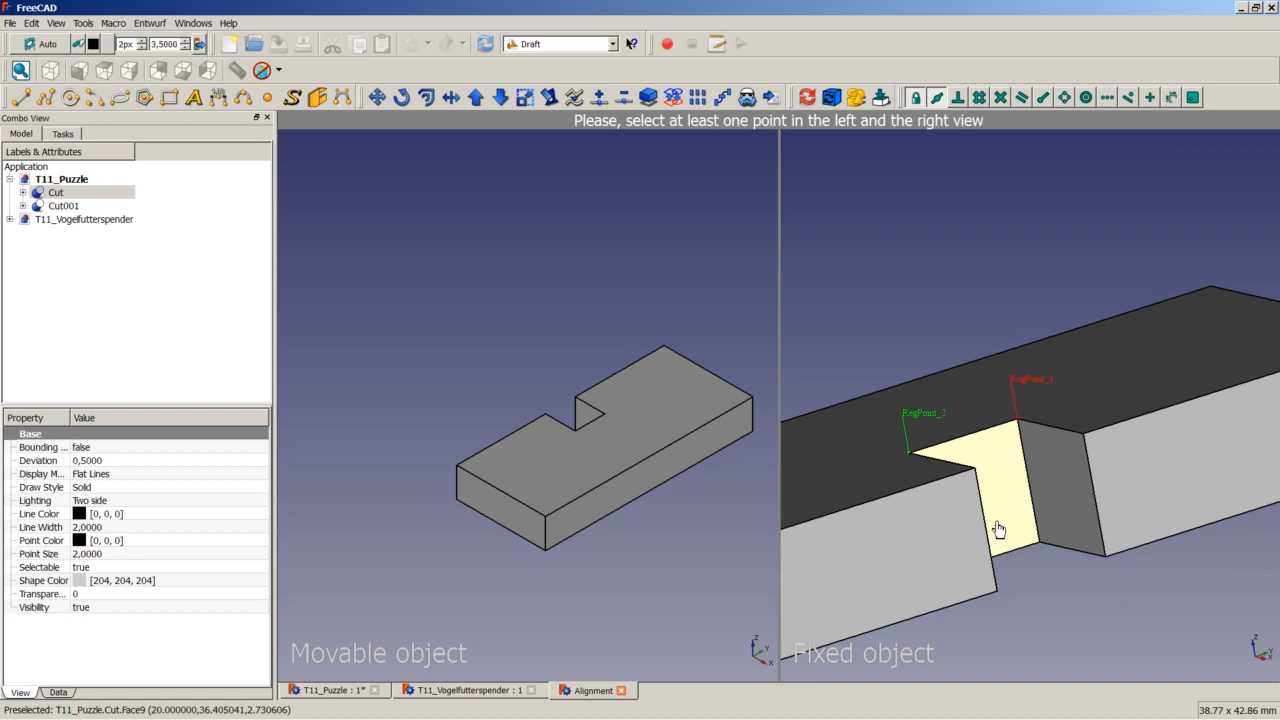 FreeCAD
File Edit View Tools Macro Entwurf Windows Help
Auto 2px 3,5000 Draft
Combo View
Please, select at least one point in the left and the right view
Model Tasks
Labels & Attributes
Application
T11_Puzzle
Cut
Cut001
T11_Vogelfutterspender
RegPoint_1
RegPoint_2
Property Value
Base
Bounding ... false
Deviation 0,5000
Display M... Flat Lines
Draw Style Solid
Lighting Two side
Line Color [0, 0, 0]
Line Width 2,0000
Point Color [0, 0, 0]
Point Size 2,0000
Selectable true
Shape Color [204, 204, 204]
Transpare... 0
Visibility true
Movable object
Z Y X
Fixed object
Z Y X
View Data
T11_Puzzle : 1* T11_Vogelfutterspender : 1 Alignment
Preselected: T11_Puzzle.Cut.Face9 (20.000000,36.405041,2.730606) 38.77 x 42.86 mm